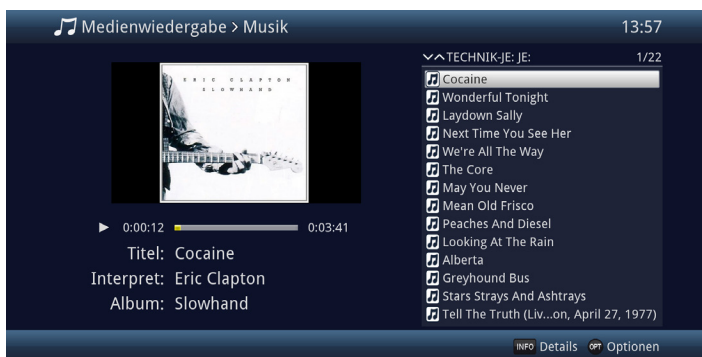 Medienwiedergabe > Musik
13:57
TECHNIK-JE: JE:
1/22
ERIC CLAPTON
SLOWHAND
0:00:12
0:03:41
Titel: Cocaine
Interpret: Eric Clapton
Album: Slowhand
Cocaine
Wonderful Tonight
Laydown Sally
Next Time You See Her
We're All The Way
The Core
May You Never
Mean Old Frisco
Peaches And Diesel
Looking At The Rain
Alberta
Greyhound Bus
Stars Strays And Ashtrays
Tell The Truth (Liv...on, April 27, 1977)
INFO Details OPT Optionen